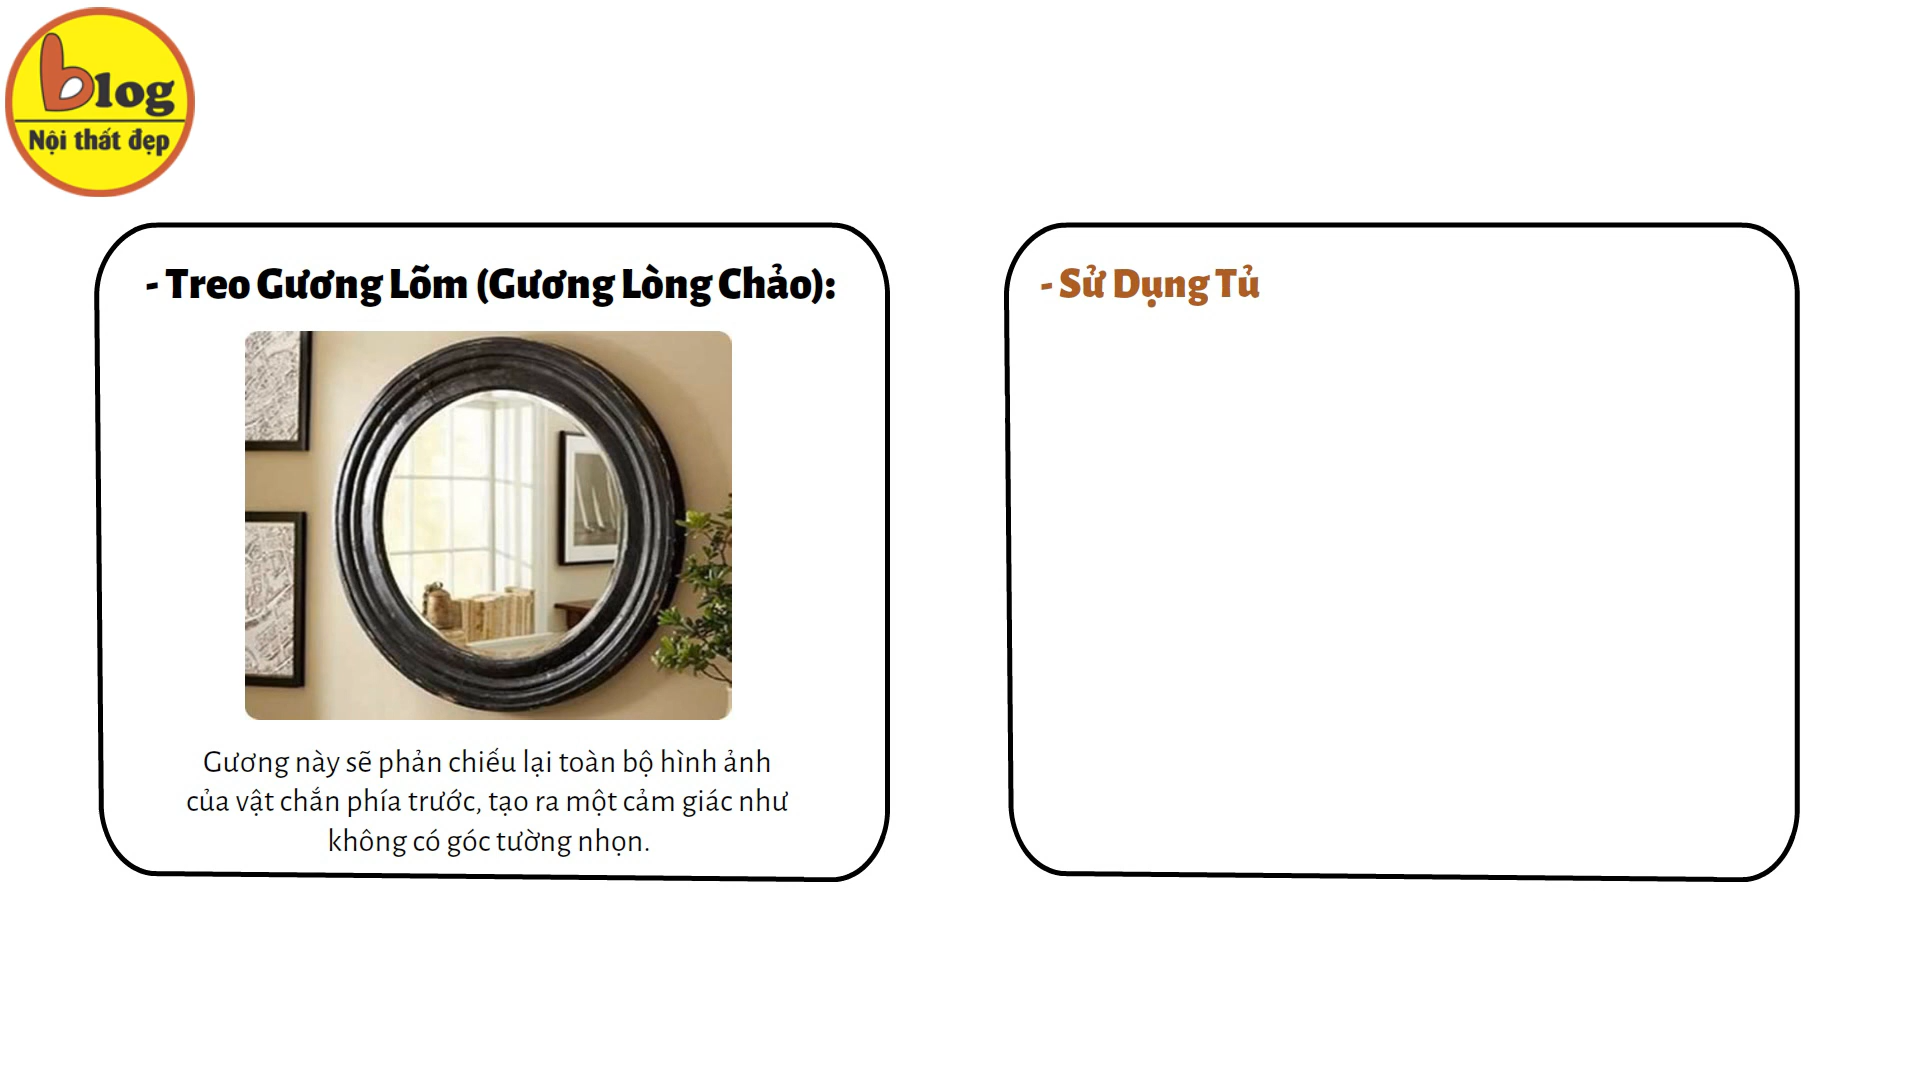 blog
Nội thất đẹp
- Treo Gương Lõm (Gương Lòng Chảo):
Gương này sẽ phản chiếu lại toàn bộ hình ảnh
của vật chắn phía trước, tạo ra một cảm giác như
không có góc tường nhọn.
- Sử Dụng Tủ